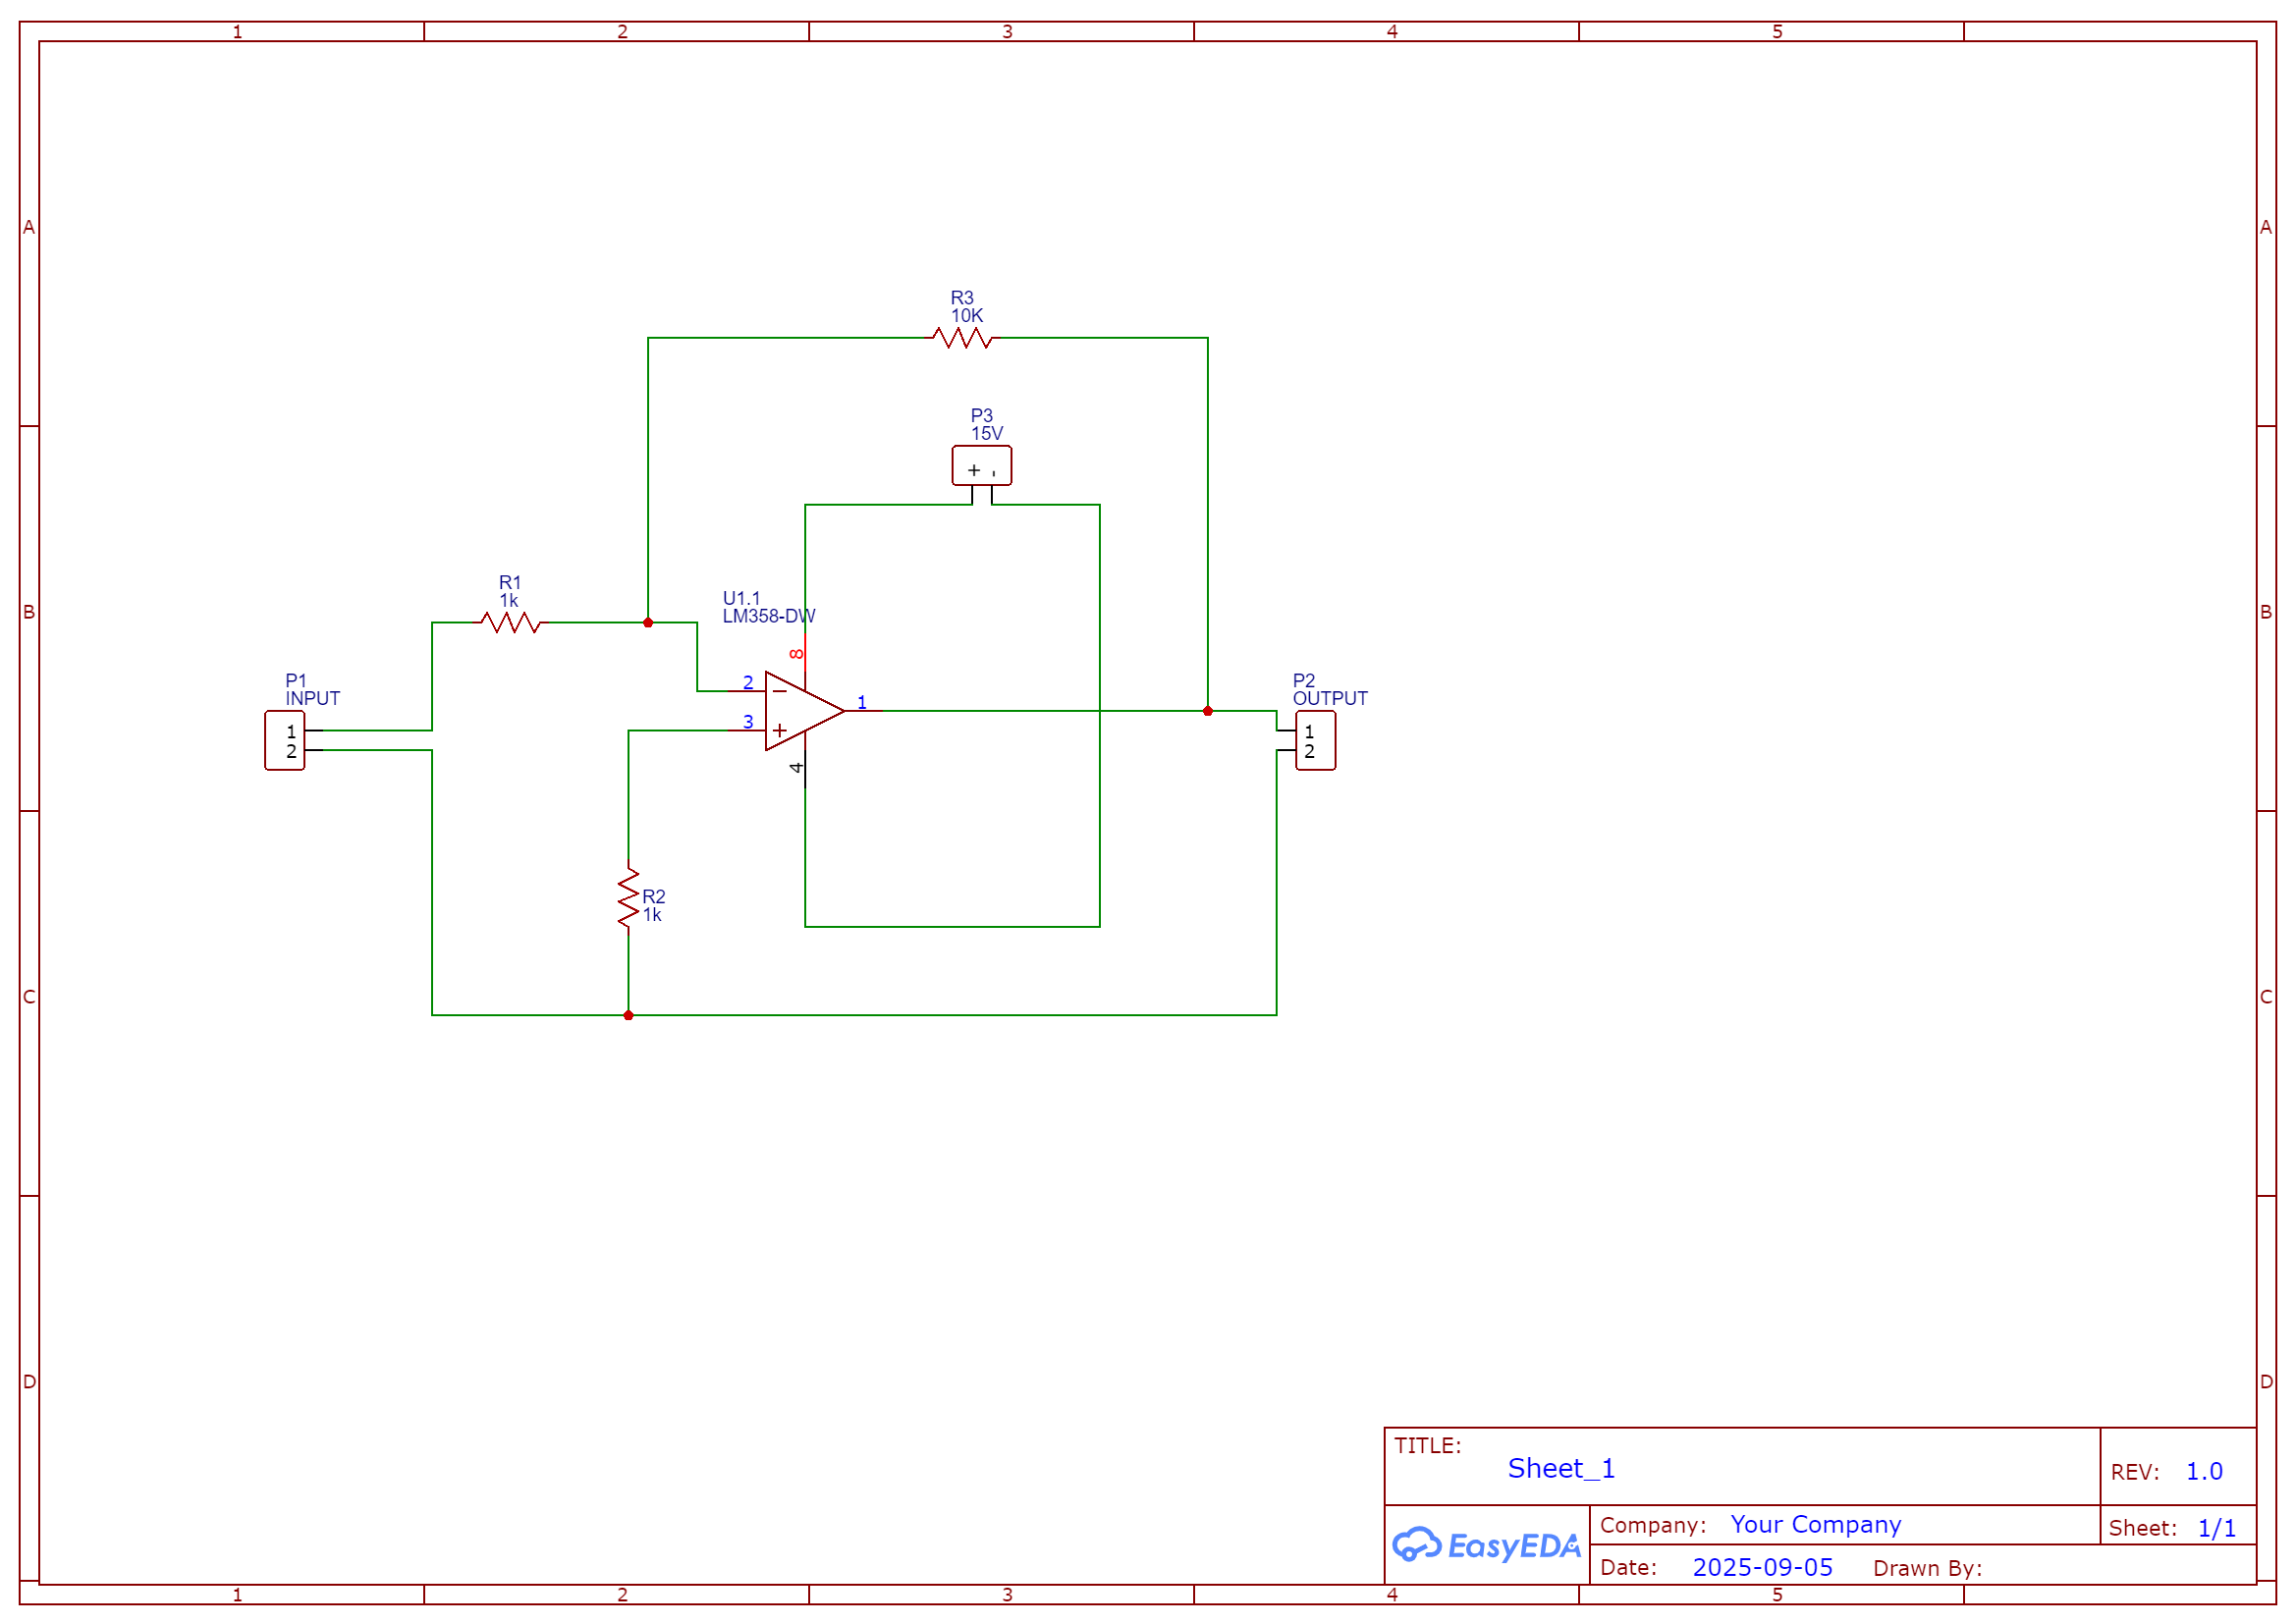 1 2 3 4 5
A A
R3
10K
P3
15V
+ -
R1
1k
U1.1
LM358-DW
B B
8
P1
INPUT
2
1
P2
OUTPUT
3
1
1
2
2
4
R2
1k
C C
D D
TITLE:
Sheet_1
REV: 1.0
EasyEDA
Company: Your Company
Sheet: 1/1
Date: 2025-09-05 Drawn By:
1 2 3 4 5